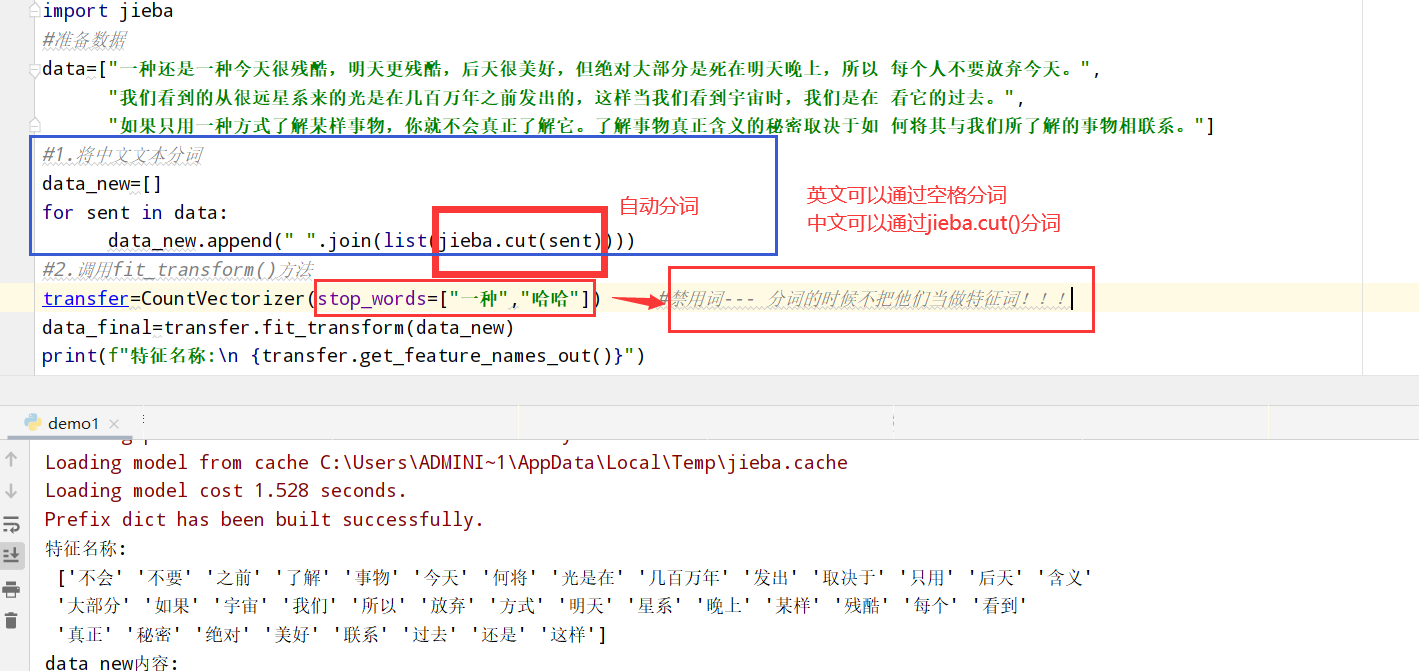 import jieba
#准备数据
data=["一种还是一种今天很残酷，明天更残酷，后天很美好，但绝对大部分是死在明天晚上，所以 每个人不要放弃今天。",
"我们看到的从很远星系来的光是在几百万年之前发出的，这样当我们看到宇宙时，我们是在 看它的过去。",
"如果只用一种方式了解某样事物，你就不会真正了解它。了解事物真正含义的秘密取决于如 何将其与我们所了解的事物相联系。"]
#1.将中文文本分词
data_new=[]
for sent in data:
data_new.append(" ".join(list(jieba.cut(sent))))
自动分词
英文可以通过空格分词
中文可以通过jieba.cut()分词
#2.调用fit_transform()方法
transfer=CountVectorizer(stop_words=["一种","哈哈"]) #禁用词--- 分词的时候不把他们当做特征词！！！
data_final=transfer.fit_transform(data_new)
print(f"特征名称:\n {transfer.get_feature_names_out()}")
demo1
Loading model from cache C:\Users\ADMINI~1\AppData\Local\Temp\jieba.cache
Loading model cost 1.528 seconds.
Prefix dict has been built successfully.
特征名称:
['不会' '不要' '之前' '了解' '事物' '今天' '何将' '光是在' '几百万年' '发出' '取决于' '只用' '后天' '含义'
'大部分' '如果' '宇宙' '我们' '所以' '放弃' '方式' '明天' '星系' '晚上' '某样' '残酷' '每个' '看到'
'真正' '秘密' '绝对' '美好' '联系' '过去' '还是' '这样']
data_new内容: